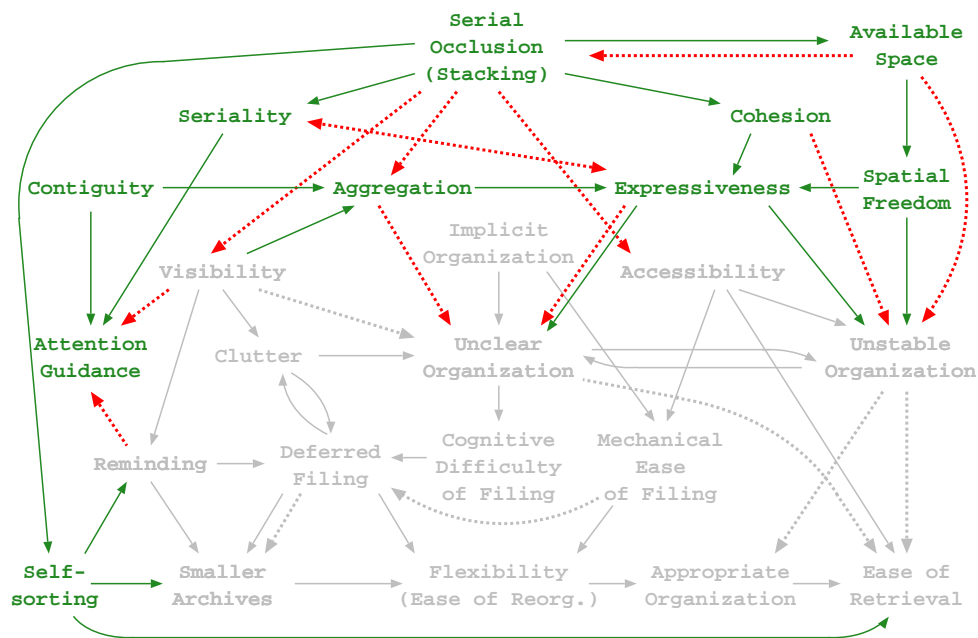 Serial
Occlusion
(Stacking)
Available
Space
Seriality
Cohesion
Contiguity
Aggregation
Expressiveness
Spatial
Freedom
Implicit
Organization
Visibility
Accessibility
Attention
Guidance
Clutter
Unclear
Organization
Unstable
Organization
Reminding
Deferred
Filing
Cognitive
Difficulty
of Filing
Mechanical
Ease
of Filing
Self-
sorting
Smaller
Archives
Flexibility
(Ease of Reorg.)
Appropriate
Organization
Ease of
Retrieval